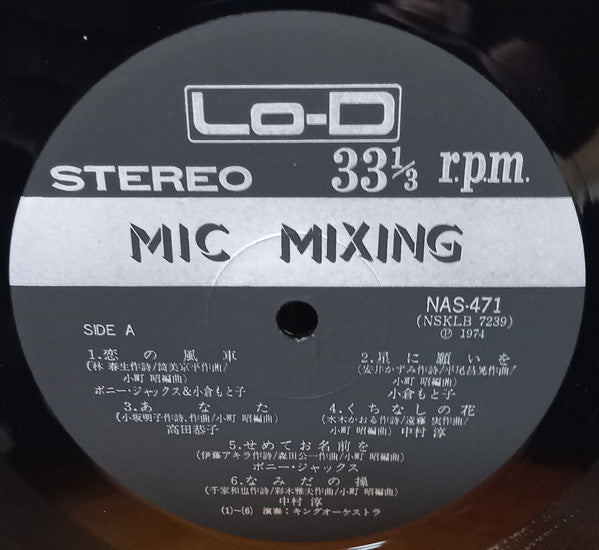 Lo-D
STEREO 33 1/3 r.p.m.
MIC MIXING
NAS-471
(NSKLB 7239)
SIDE A Ⓟ 1974
1.恋の風車
(林 春生作詩/筒美京平作曲/
小町 昭編曲)
ボニー・ジャックス&小倉もと子
2.星に願いを
(安井かずみ作詩/平尾昌晃作曲/
小町 昭編曲)
小倉もと子
3.あなた
(小坂明子作詩.作曲/小町 昭編曲)
高田恭子
4.くちなしの花
(水木かおる作詩/遠藤 実作曲/
小町 昭編曲) 中村 淳
5.せめてお名前を
(伊藤アキラ作詩/森田公一作曲/小町 昭編曲)
ボニー・ジャックス
6.なみだの操
(千家和也作詩/彩木雅夫作曲/小町 昭編曲)
中村 淳
(1)~(6) 演奏:キングオーケストラ